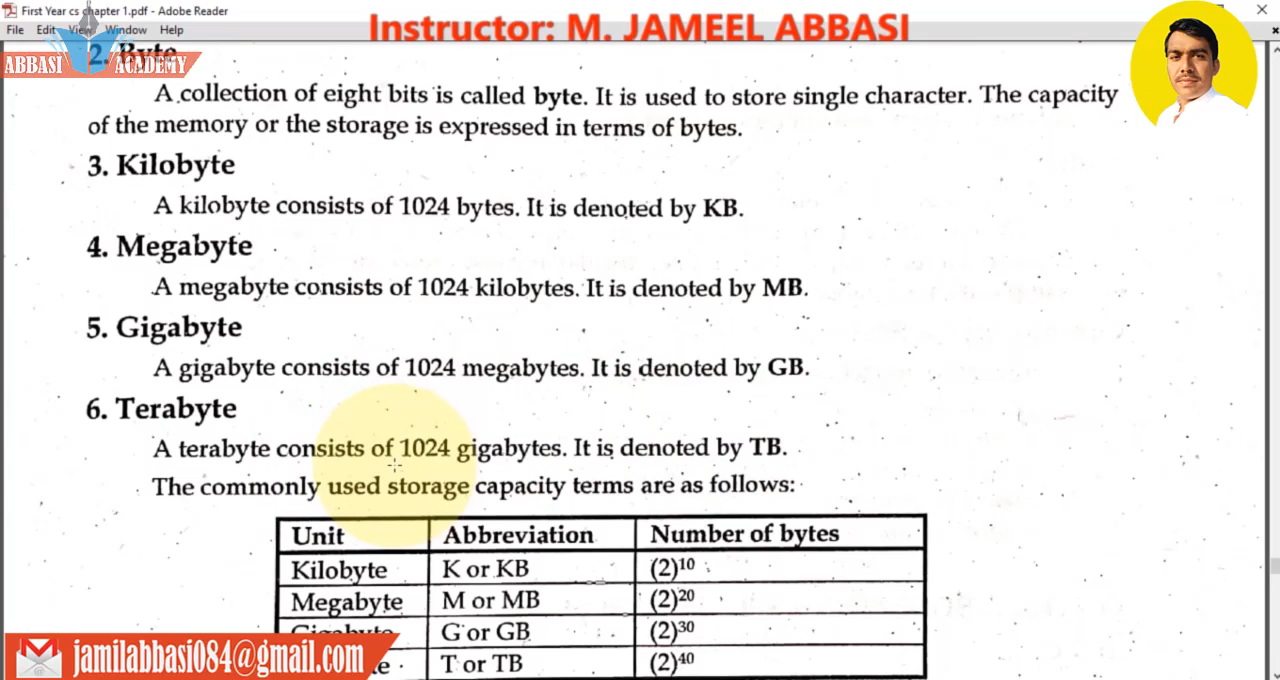 First Year cs chapter 1.pdf - Adobe Reader
File Edit View Window Help
Instructor: M. JAMEEL ABBASI
ABBASI ACADEMY
2. Byte
A collection of eight bits is called byte. It is used to store single character. The capacity
of the memory or the storage is expressed in terms of bytes.
3. Kilobyte
A kilobyte consists of 1024 bytes. It is denoted by KB.
4. Megabyte
A megabyte consists of 1024 kilobytes. It is denoted by MB.
5. Gigabyte
A gigabyte consists of 1024 megabytes. It is denoted by GB.
6. Terabyte
A terabyte consists of 1024 gigabytes. It is denoted by TB.
The commonly used storage capacity terms are as follows:
Unit Abbreviation Number of bytes
Kilobyte K or KB (2)¹⁰
Megabyte M or MB (2)²⁰
Gigabyte G or GB (2)³⁰
T or TB (2)⁴⁰
jamilabbasi084@gmail.com